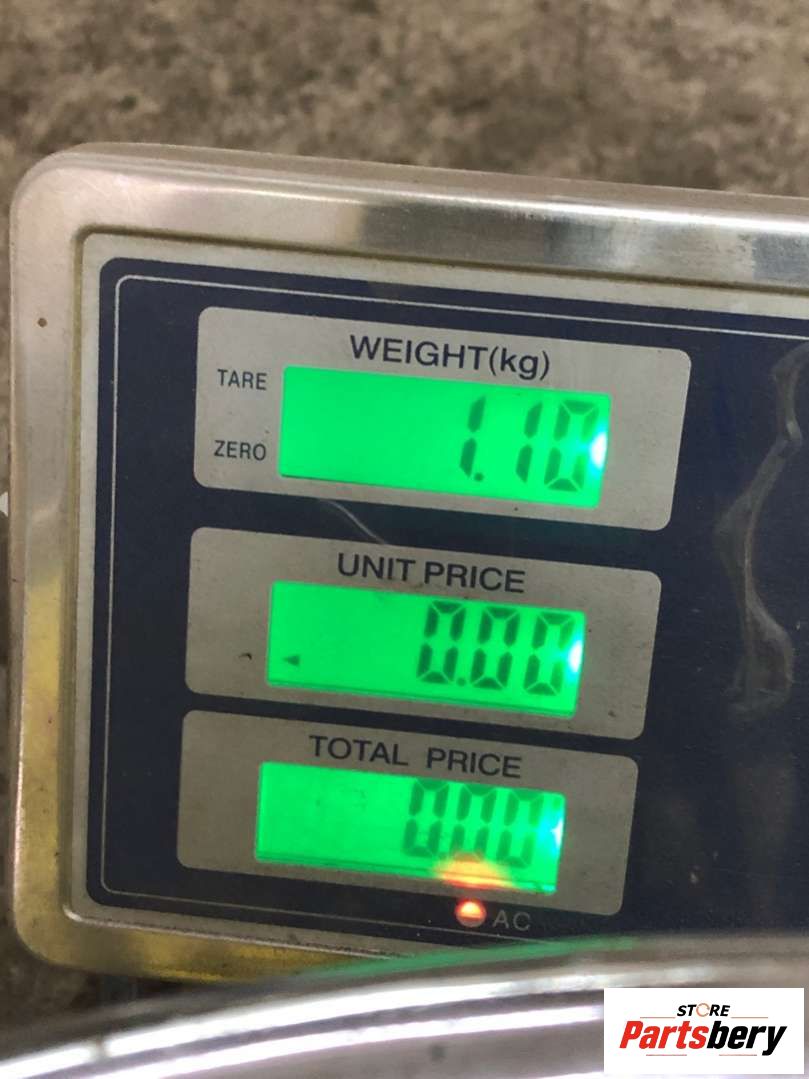 WEIGHT(kg)
TARE
1.10
ZERO
UNIT PRICE
0.00
TOTAL PRICE
0.00
AC
STORE
Partsbery